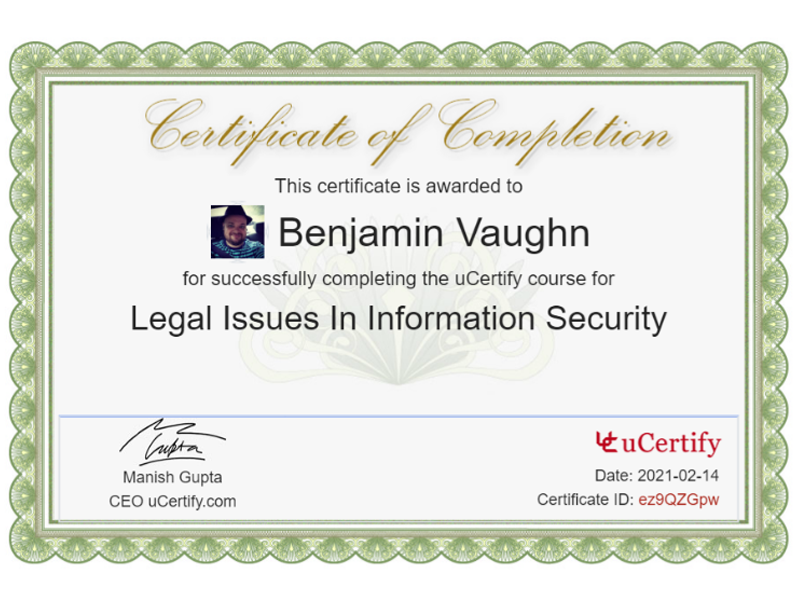 Certificate of Completion
This certificate is awarded to
Benjamin Vaughn
for successfully completing the uCertify course for
Legal Issues In Information Security
Gupta
Manish Gupta
CEO uCertify.com
uCertify
Date: 2021-02-14
Certificate ID: ez9QZGpw